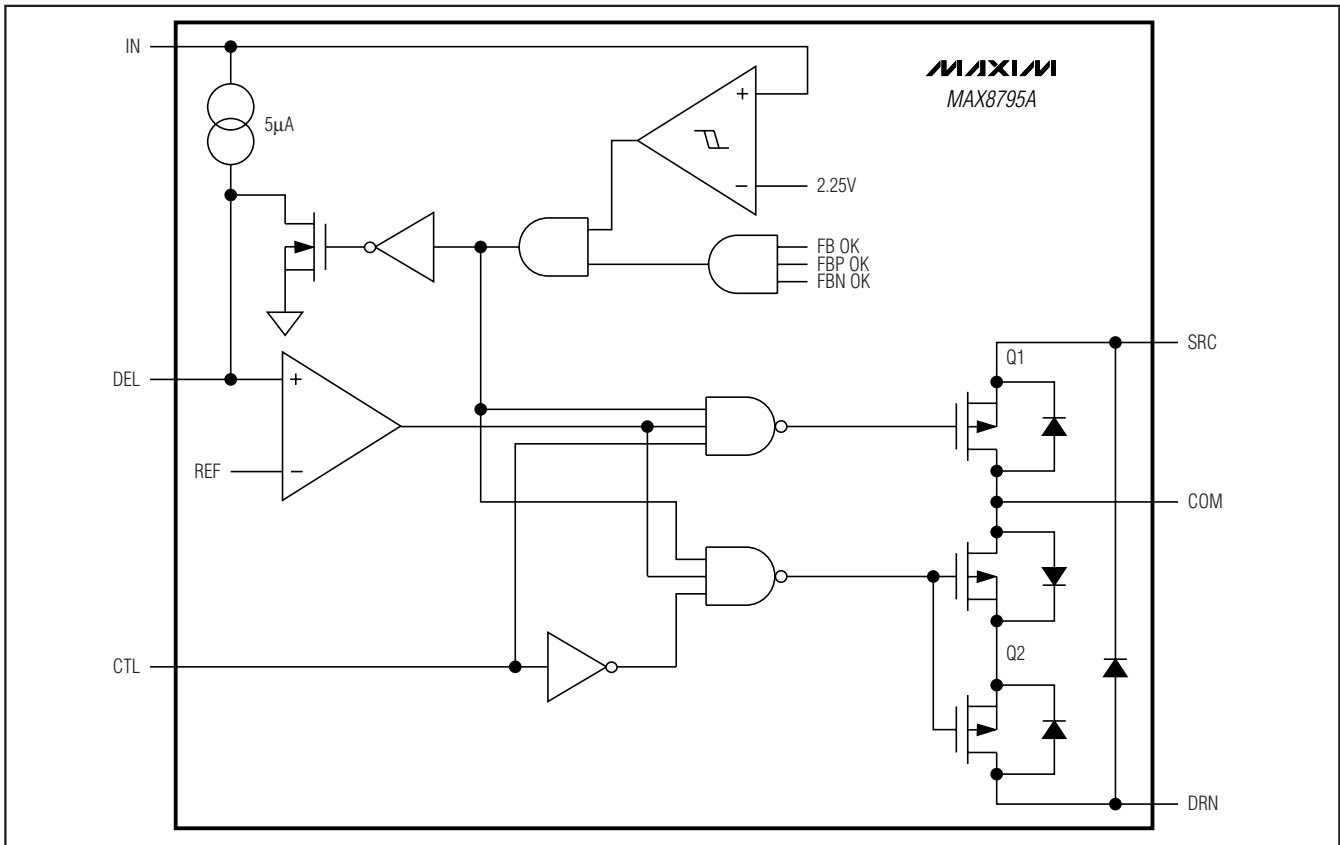 IN
MAXIM
MAX8795A
+
5µA
−
2.25V
FB OK
FBP OK
FBN OK
SRC
Q1
DEL
+
REF
−
COM
Q2
CTL
DRN